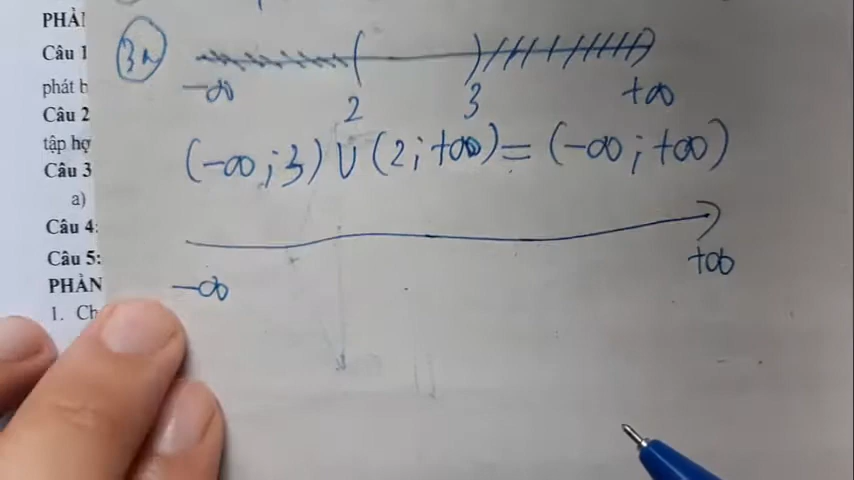 PHẦ
Câu 1
phát b
Câu 2
tập hợ
Câu 3
a)
Câu 4:
Câu 5:
PHẦN
1. Ch
-∞ 2 3 +∞
(-∞; 3) ∪ (2; +∞) = (-∞; +∞)
-∞ +∞